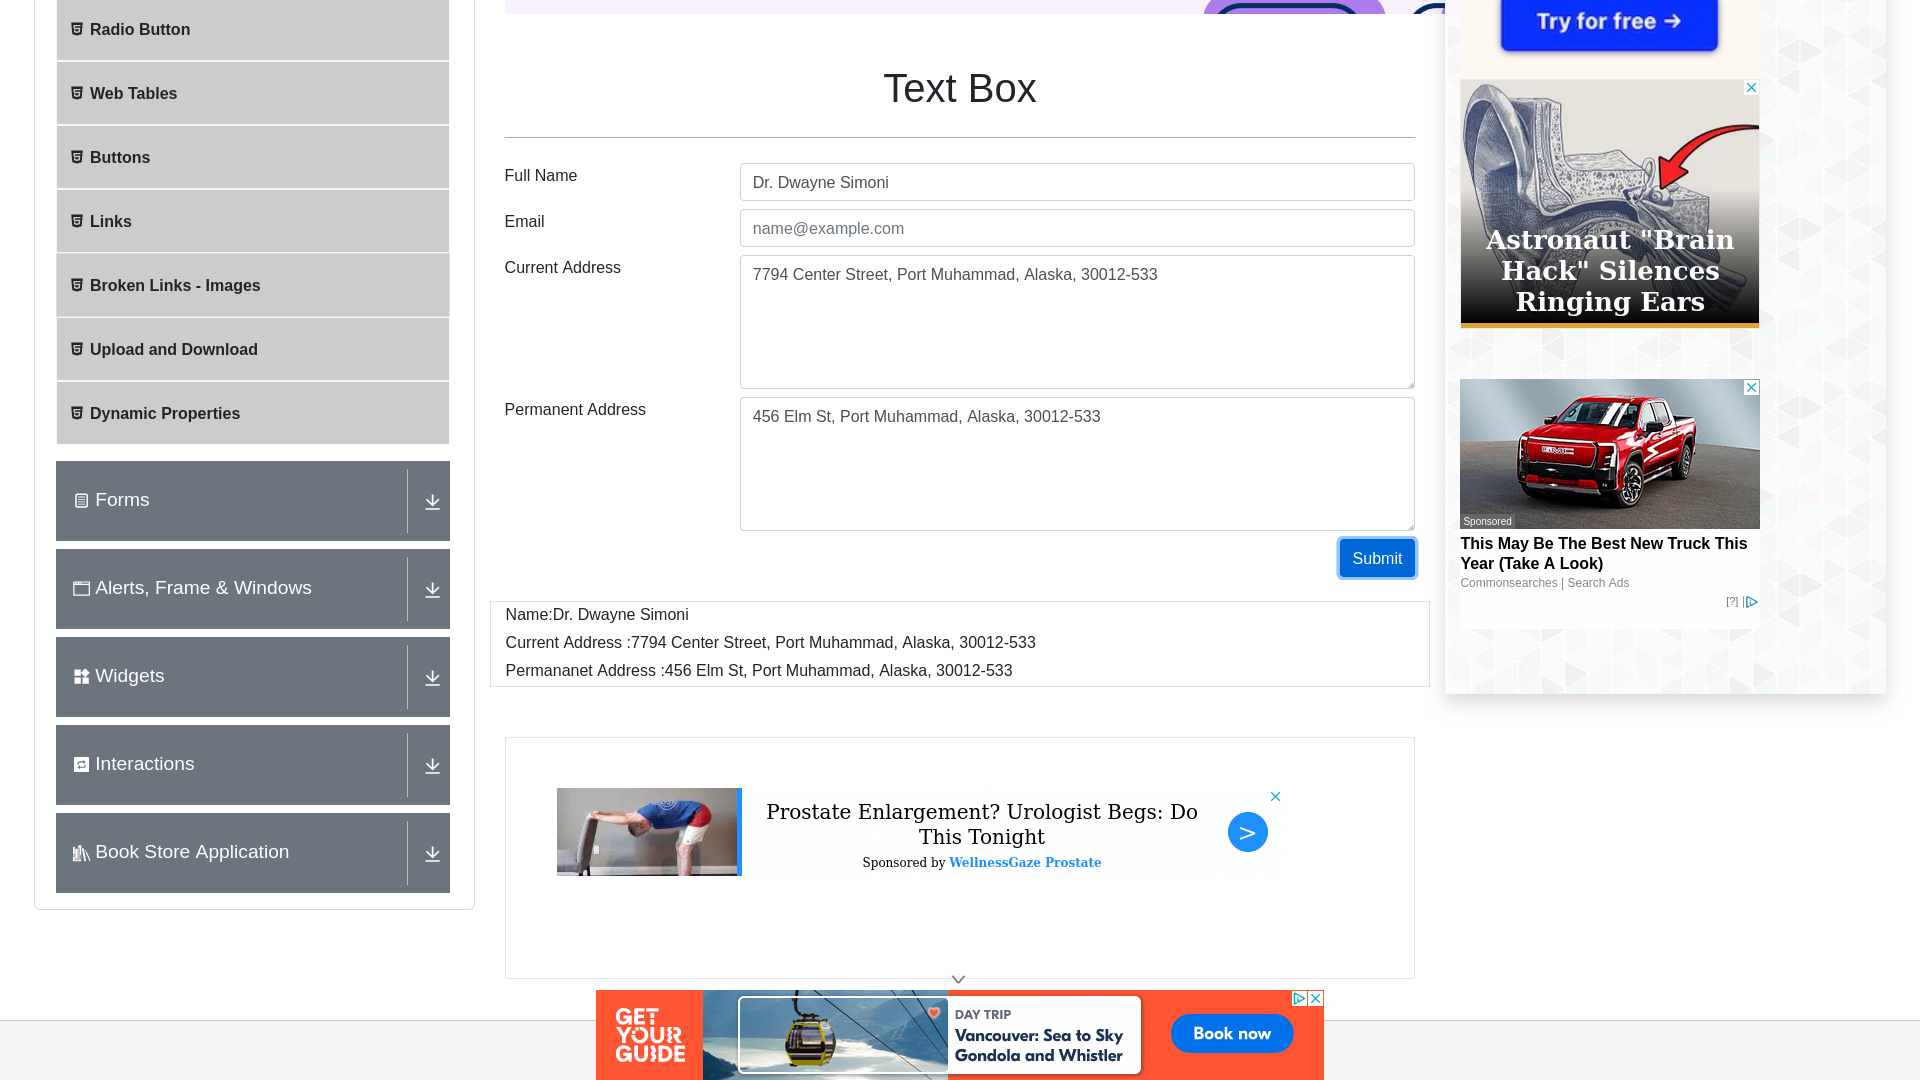 Radio Button
Web Tables
Buttons
Links
Broken Links - Images
Upload and Download
Dynamic Properties
Forms
Alerts, Frame & Windows
Widgets
Interactions
Book Store Application
Text Box
Full Name
Dr. Dwayne Simoni
Email
name@example.com
Current Address
7794 Center Street, Port Muhammad, Alaska, 30012-533
Permanent Address
456 Elm St, Port Muhammad, Alaska, 30012-533
Submit
Name:Dr. Dwayne Simoni
Current Address :7794 Center Street, Port Muhammad, Alaska, 30012-533
Permananet Address :456 Elm St, Port Muhammad, Alaska, 30012-533
Prostate Enlargement? Urologist Begs: Do
This Tonight
Sponsored by WellnessGaze Prostate
>
Try for free →
Astronaut "Brain
Hack" Silences
Ringing Ears
GMC
Sponsored
This May Be The Best New Truck This
Year (Take A Look)
Commonsearches | Search Ads
[?]
GET
YOUR
GUIDE
DAY TRIP
Vancouver: Sea to Sky
Gondola and Whistler
Book now